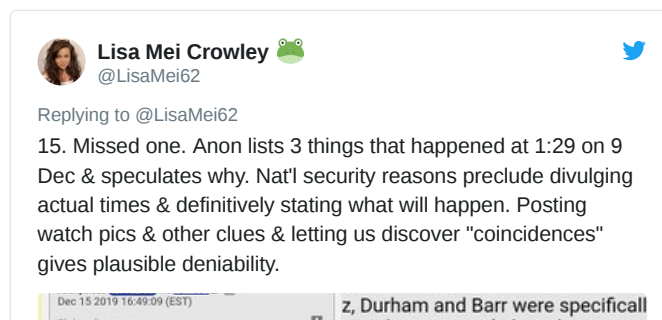 Lisa Mei Crowley 🐸
@LisaMei62
Replying to @LisaMei62
15. Missed one. Anon lists 3 things that happened at 1:29 on 9
Dec & speculates why. Nat'l security reasons preclude divulging
actual times & definitively stating what will happen. Posting
watch pics & other clues & letting us discover "coincidences"
gives plausible deniability.
Dec 15 2019 16:49:09 (EST)
z, Durham and Barr were specificall